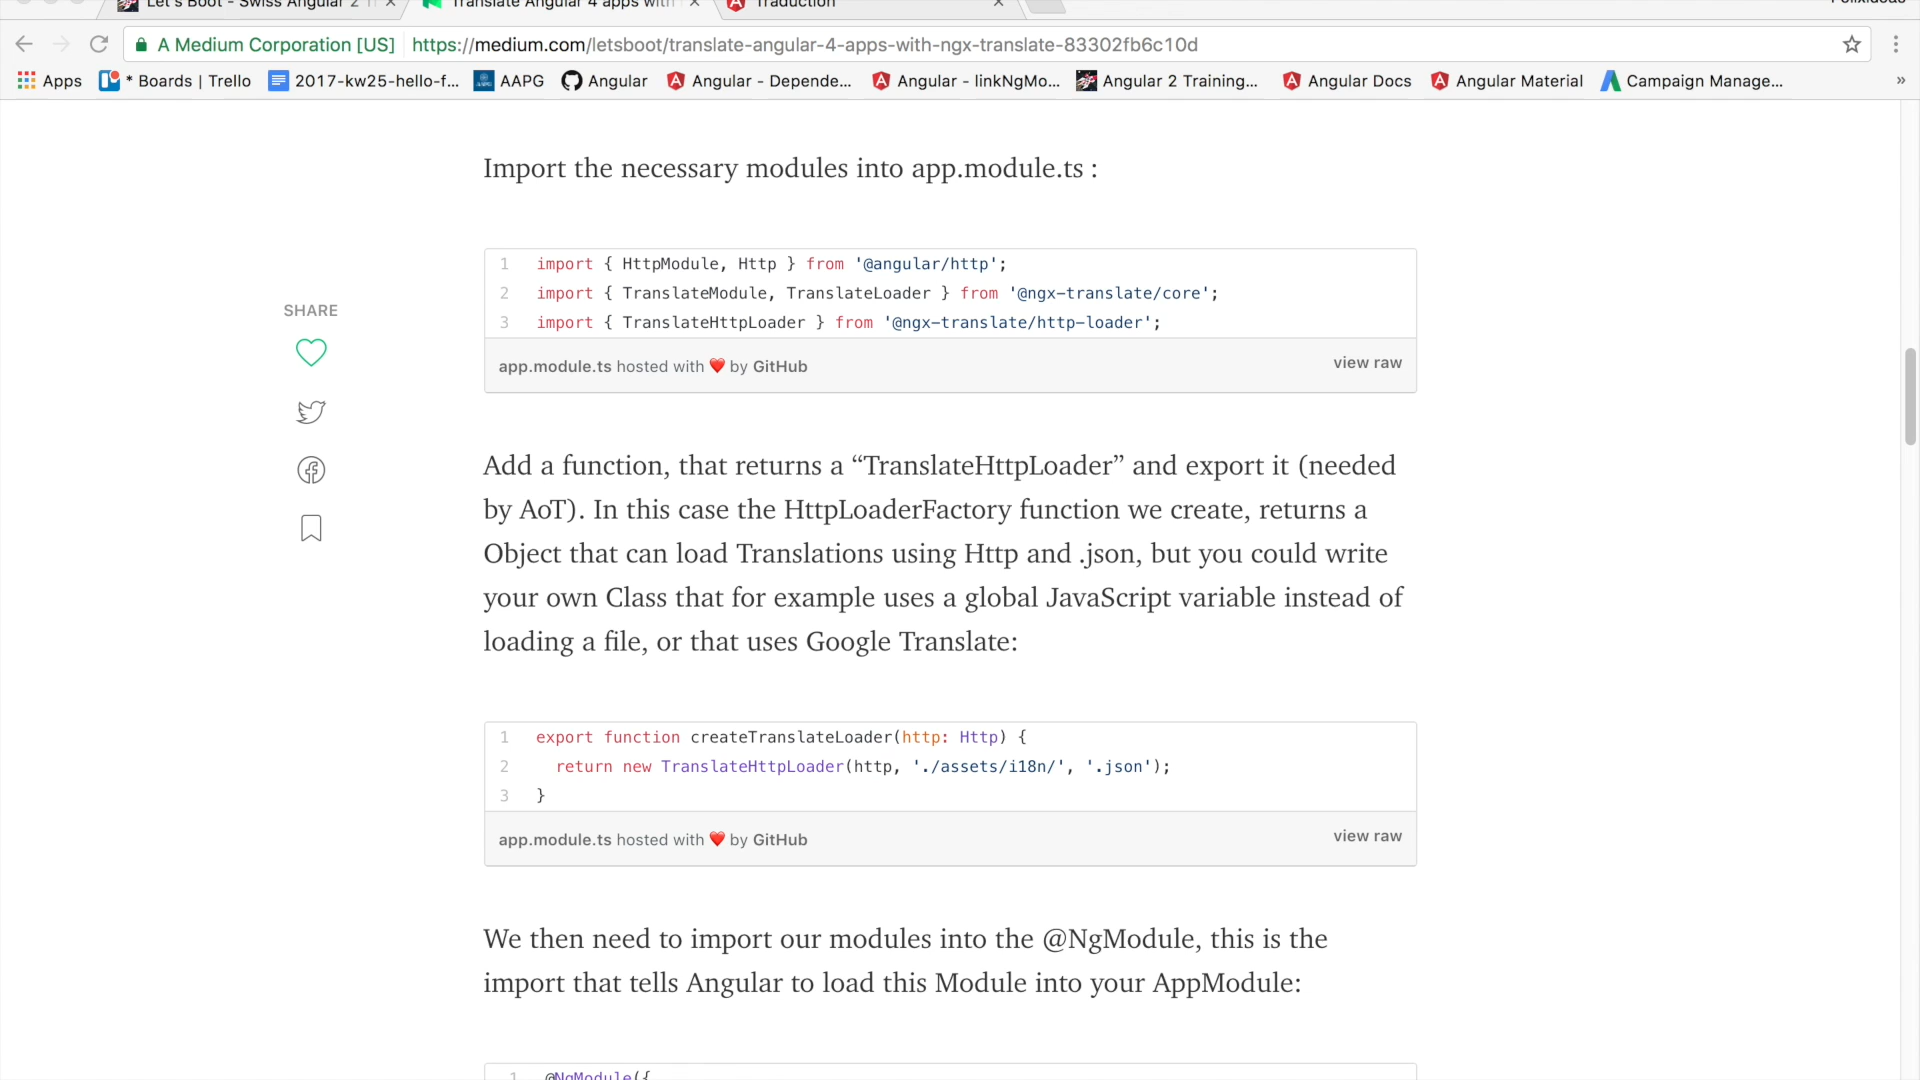 Let's Boot - Swiss Angular 2
Translate Angular 4 apps with
Traduction
A Medium Corporation [US]
https://medium.com/letsboot/translate-angular-4-apps-with-ngx-translate-83302fb6c10d
Apps
* Boards | Trello
2017-kw25-hello-f...
AAPG
Angular
Angular - Depende...
Angular - linkNgMo...
Angular 2 Training...
Angular Docs
Angular Material
Campaign Manage...
»
Import the necessary modules into app.module.ts :
1 import { HttpModule, Http } from '@angular/http';
2 import { TranslateModule, TranslateLoader } from '@ngx-translate/core';
3 import { TranslateHttpLoader } from '@ngx-translate/http-loader';
app.module.ts hosted with ❤ by GitHub
view raw
SHARE
Add a function, that returns a “TranslateHttpLoader” and export it (needed
by AoT). In this case the HttpLoaderFactory function we create, returns a
Object that can load Translations using Http and .json, but you could write
your own Class that for example uses a global JavaScript variable instead of
loading a file, or that uses Google Translate:
1 export function createTranslateLoader(http: Http) {
2 return new TranslateHttpLoader(http, './assets/i18n/', '.json');
3 }
app.module.ts hosted with ❤ by GitHub
view raw
We then need to import our modules into the @NgModule, this is the
import that tells Angular to load this Module into your AppModule:
1 @NgModule({